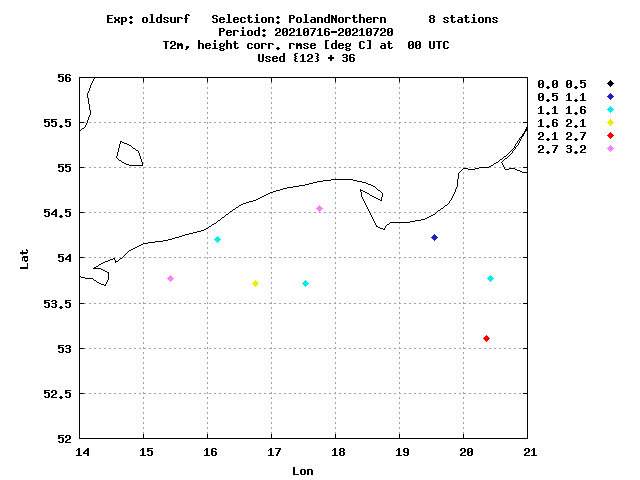 Exp: oldsurf   Selection: PolandNorthern      8 stations
Period: 20210716-20210720
T2m, height corr. rmse [deg C] at  00 UTC
Used {12} + 36
0.0 0.5
0.5 1.1
1.1 1.6
1.6 2.1
2.1 2.7
2.7 3.2
56
55.5
55
54.5
54
53.5
53
52.5
52
Lat
14 15 16 17 18 19 20 21
Lon